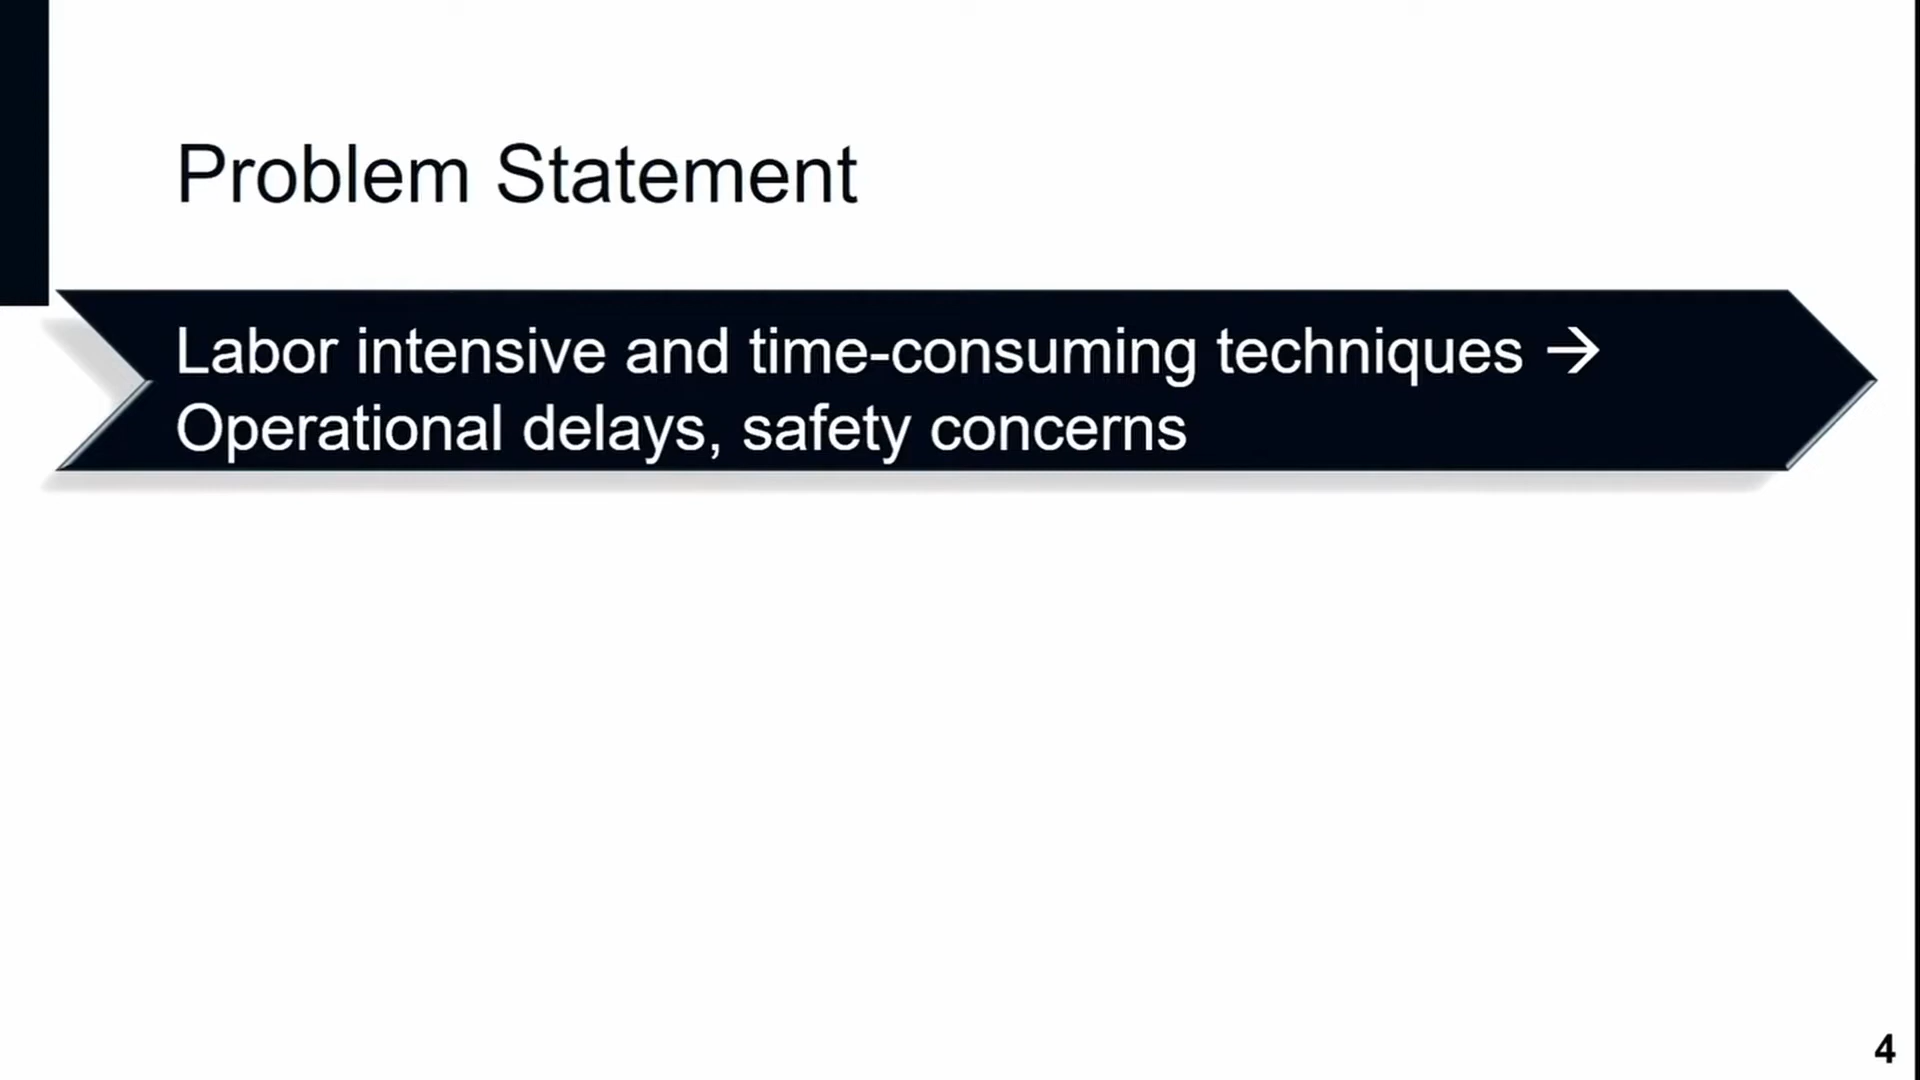 Problem Statement
Labor intensive and time-consuming techniques →
Operational delays, safety concerns
4